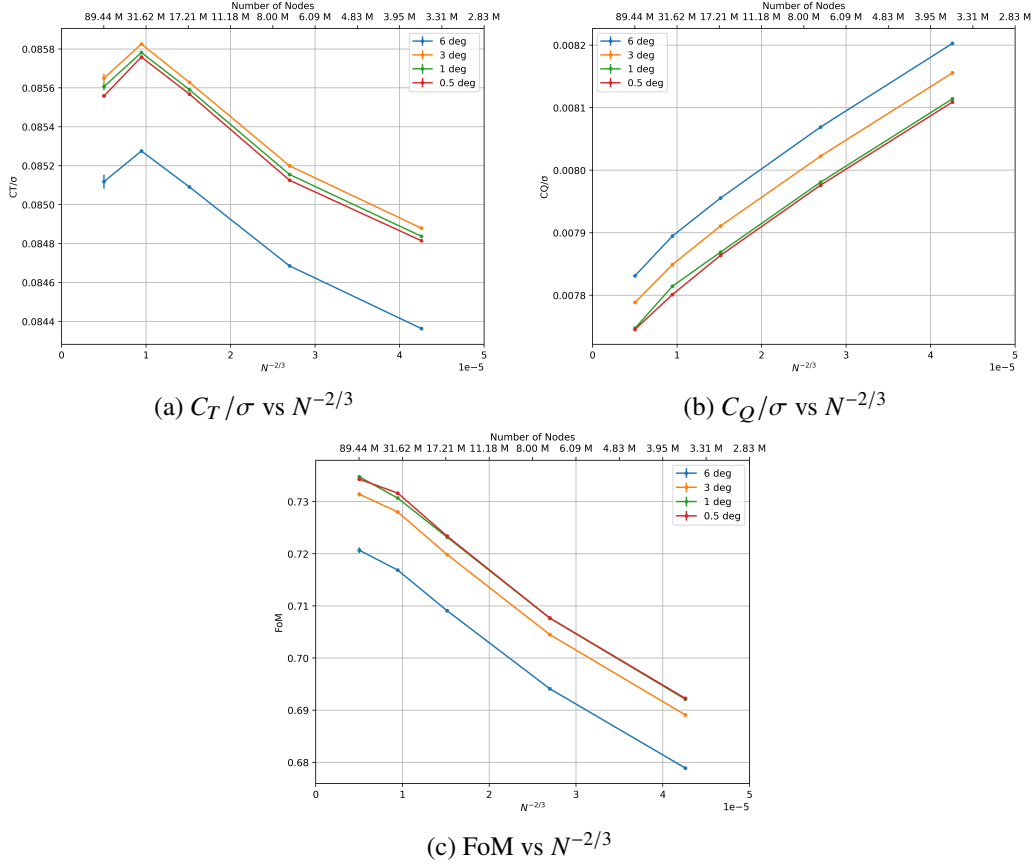 Number of Nodes
89.44 M 31.62 M 17.21 M 11.18 M 8.00 M 6.09 M 4.83 M 3.95 M 3.31 M 2.83 M
0.0858
0.0856
0.0854
0.0852
0.0850
0.0848
0.0846
0.0844
CT/σ
6 deg
3 deg
1 deg
0.5 deg
0 1 2 3 4 5
N^{-2/3}
1e−5
(a) C_T/σ vs N^{-2/3}
Number of Nodes
89.44 M 31.62 M 17.21 M 11.18 M 8.00 M 6.09 M 4.83 M 3.95 M 3.31 M 2.83 M
0.0082
0.0081
0.0080
0.0079
0.0078
CQ/σ
6 deg
3 deg
1 deg
0.5 deg
0 1 2 3 4 5
N^{-2/3}
1e−5
(b) C_Q/σ vs N^{-2/3}
Number of Nodes
89.44 M 31.62 M 17.21 M 11.18 M 8.00 M 6.09 M 4.83 M 3.95 M 3.31 M 2.83 M
0.73
0.72
0.71
0.70
0.69
0.68
FoM
6 deg
3 deg
1 deg
0.5 deg
0 1 2 3 4 5
N^{-2/3}
1e−5
(c) FoM vs N^{-2/3}